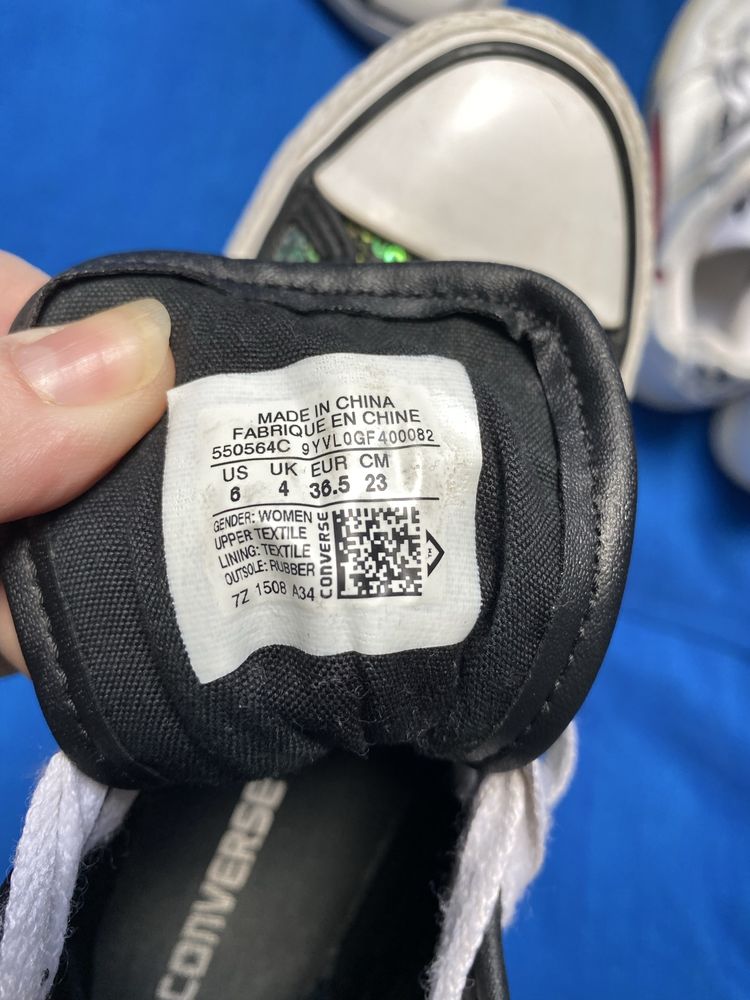 MADE IN CHINA
FABRIQUE EN CHINE
550564C 9YVL0GF400082
US UK EUR CM
6 4 36.5 23
GENDER: WOMEN
UPPER TEXTILE
LINING: TEXTILE
OUTSOLE: RUBBER
7Z 1508 A34
CONVERSE
TM
CONVERSE